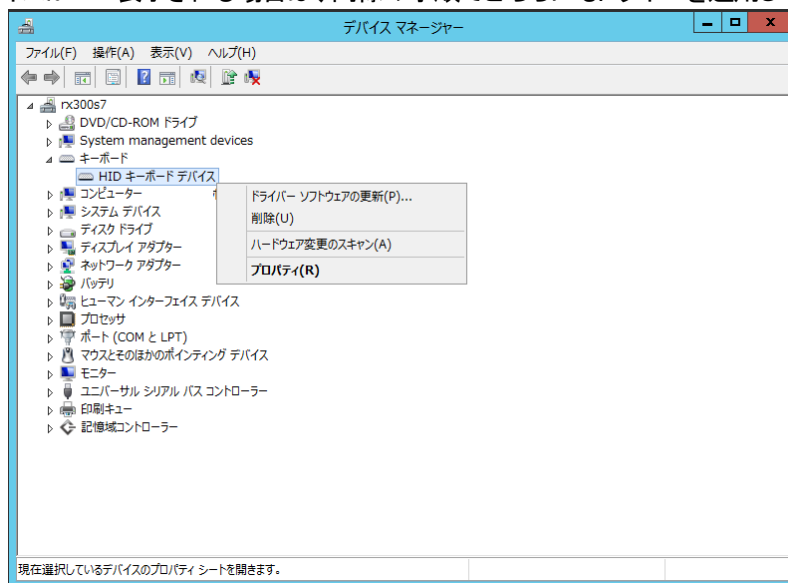 デバイス マネージャー
ファイル(F) 操作(A) 表示(V) ヘルプ(H)
rx300s7
DVD/CD-ROM ドライブ
System management devices
キーボード
HID キーボード デバイス
コンピューター
システム デバイス
ディスク ドライブ
ディスプレイ アダプター
ネットワーク アダプター
バッテリ
ヒューマン インターフェイス デバイス
プロセッサ
ポート (COM と LPT)
マウスとそのほかのポインティング デバイス
モニター
ユニバーサル シリアル バス コントローラー
印刷キュー
記憶域コントローラー
ドライバー ソフトウェアの更新(P)...
削除(U)
ハードウェア変更のスキャン(A)
プロパティ(R)
現在選択しているデバイスのプロパティ シートを開きます。